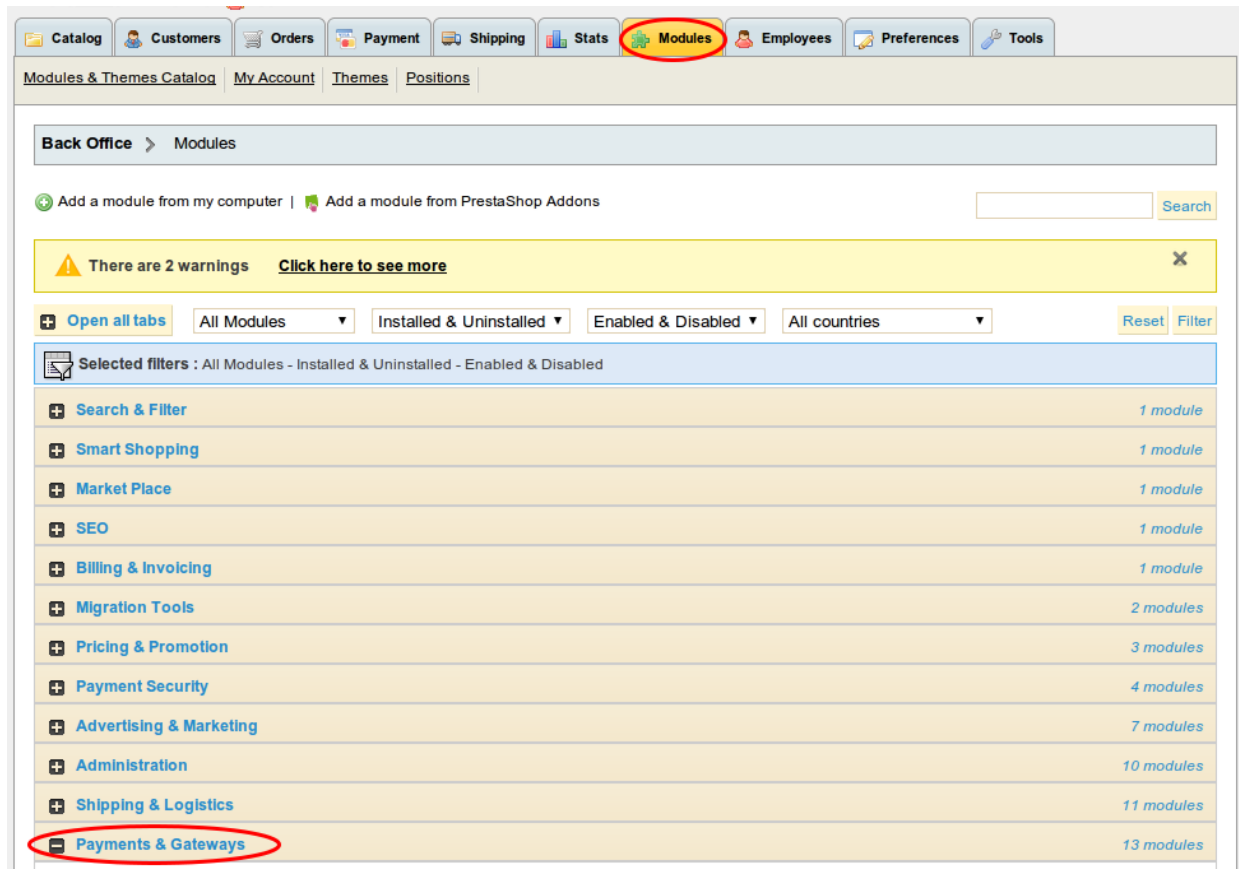 Catalog Customers Orders Payment Shipping Stats Modules Employees Preferences Tools
Modules & Themes Catalog My Account Themes Positions
Back Office > Modules
Add a module from my computer | Add a module from PrestaShop Addons Search
There are 2 warnings Click here to see more
Open all tabs All Modules Installed & Uninstalled Enabled & Disabled All countries Reset Filter
Selected filters : All Modules - Installed & Uninstalled - Enabled & Disabled
Search & Filter 1 module
Smart Shopping 1 module
Market Place 1 module
SEO 1 module
Billing & Invoicing 1 module
Migration Tools 2 modules
Pricing & Promotion 3 modules
Payment Security 4 modules
Advertising & Marketing 7 modules
Administration 10 modules
Shipping & Logistics 11 modules
Payments & Gateways 13 modules